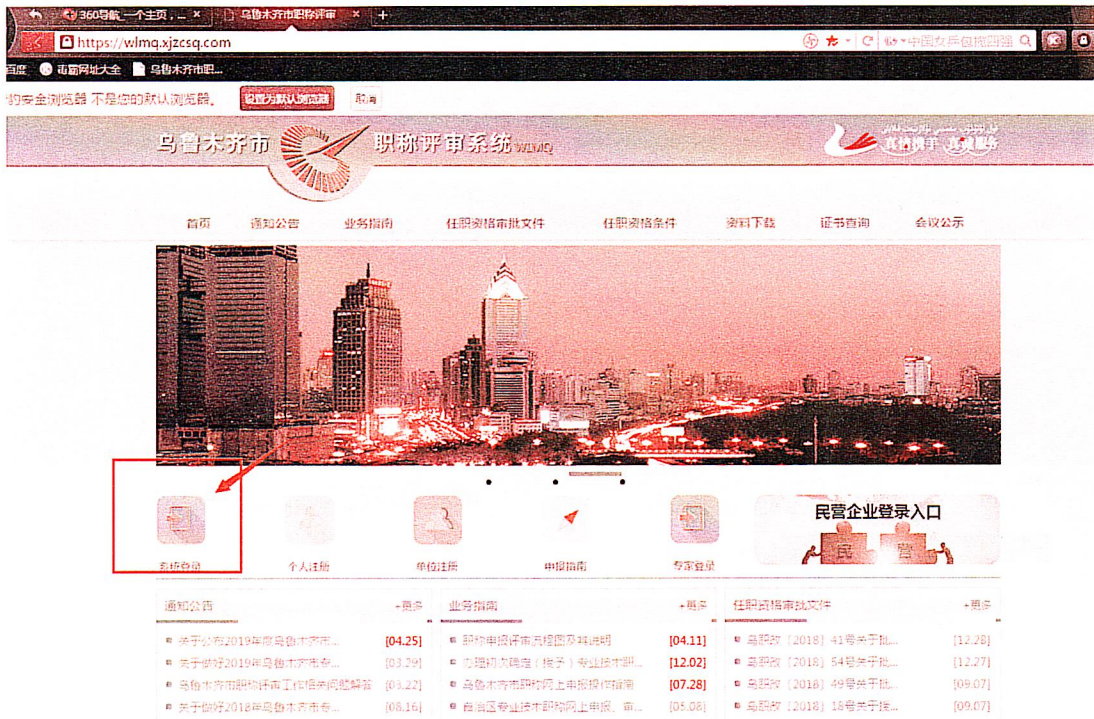 360导航_一个主页，_ × 乌鲁木齐市职称评审 × +
https://wlmq.xjzcsq.com 中国女乒包揽四强
百度 毒霸网址大全 乌鲁木齐市职...
的安全浏览器 不是您的默认浏览器。 设置为默认浏览器 取消
乌鲁木齐市 职称评审系统 WLMQ 真情携手 真诚服务
首页 通知公告 业务指南 任职资格审批文件 任职资格条件 资料下载 证书查询 会议公示
民营企业登录入口
民 营
系统登录 个人注册 单位注册 申报指南 专家登录
通知公告 +更多 业务指南 +更多 任职资格审批文件 +更多
关于公布2019年度乌鲁木齐市... [04.25] 职称申报评审流程图及其说明 [04.11] 乌职改〔2018〕41号关于批... [12.28]
关于做好2019年乌鲁木齐市专... [03.29] 办理初次确定（授予）专业技术职... [12.02] 乌职改〔2018〕54号关于批... [12.27]
乌鲁木齐市职称评审工作相关问题解答 [03.22] 乌鲁木齐市职称网上申报操作指南 [07.28] 乌职改〔2018〕49号关于批... [09.07]
关于做好2018年乌鲁木齐市专... [08.16] 自治区专业技术职称网上申报、审... [05.08] 乌职改〔2018〕18号关于授... [09.07]